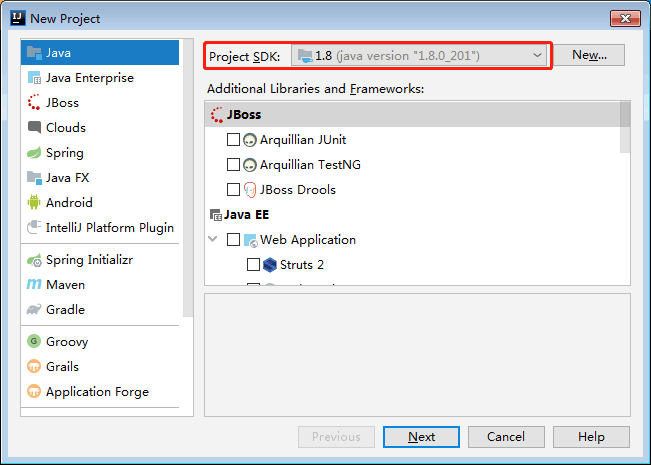 New Project
Java
Java Enterprise
JBoss
Clouds
Spring
Java FX
Android
IntelliJ Platform Plugin
Spring Initializr
Maven
Gradle
Groovy
Grails
Application Forge
Project SDK: 1.8 (java version "1.8.0_201") New...
Additional Libraries and Frameworks:
JBoss
Arquillian JUnit
Arquillian TestNG
JBoss Drools
Java EE
Web Application
Struts 2
Previous Next Cancel Help